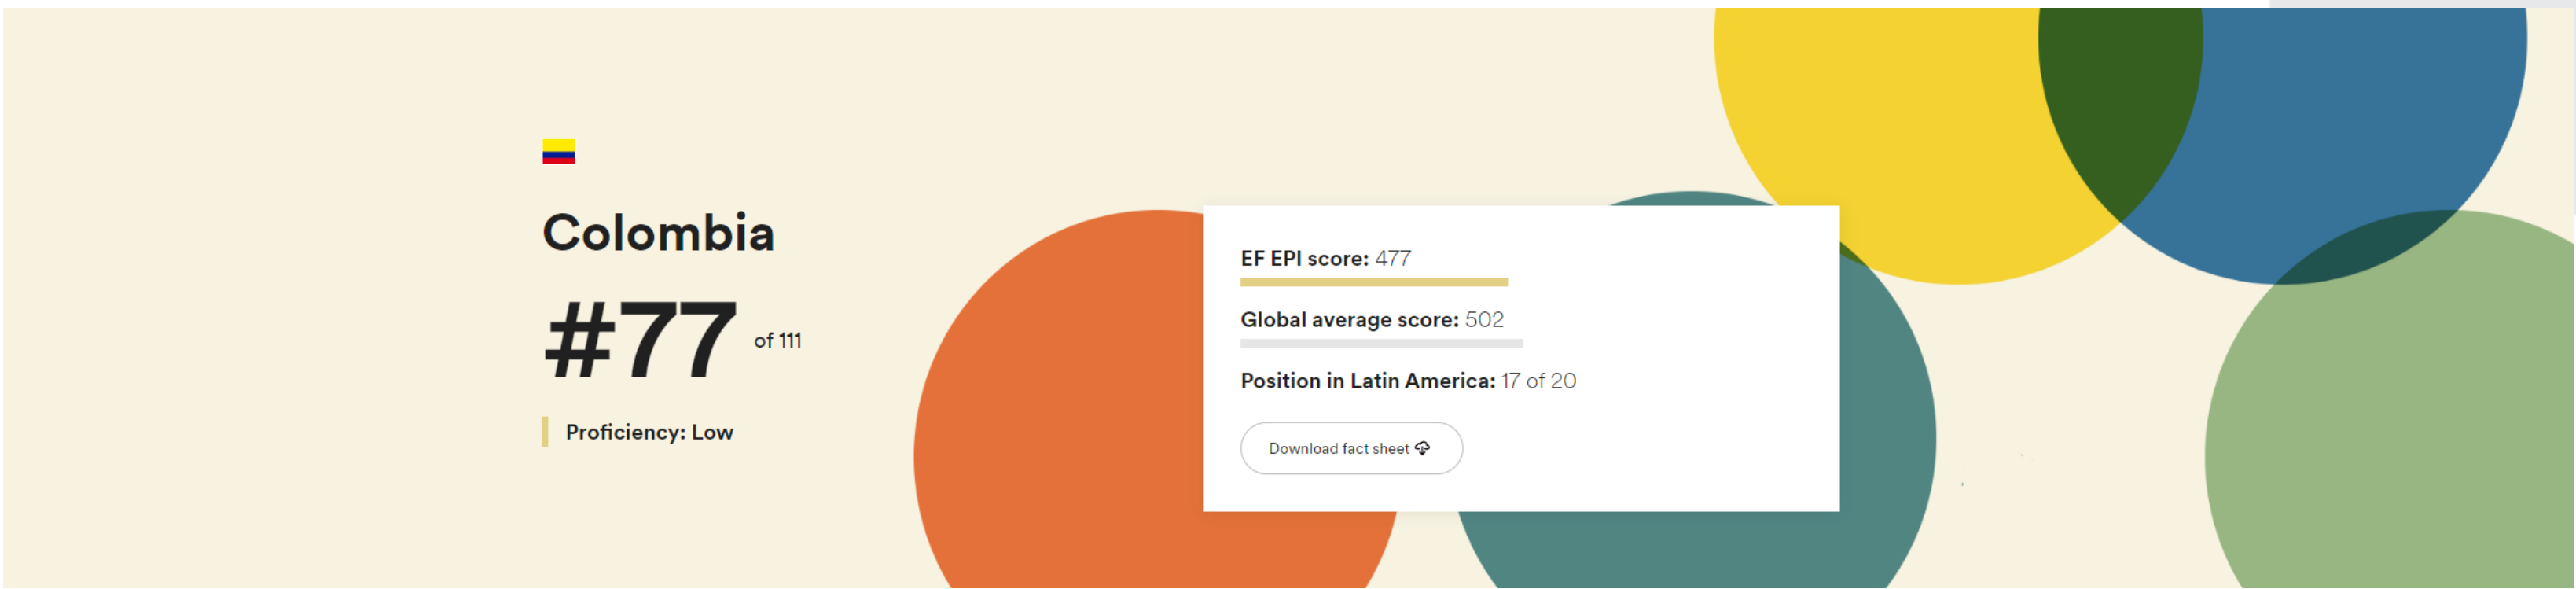 Colombia
#77 of 111
Proficiency: Low
EF EPI score: 477
Global average score: 502
Position in Latin America: 17 of 20
Download fact sheet